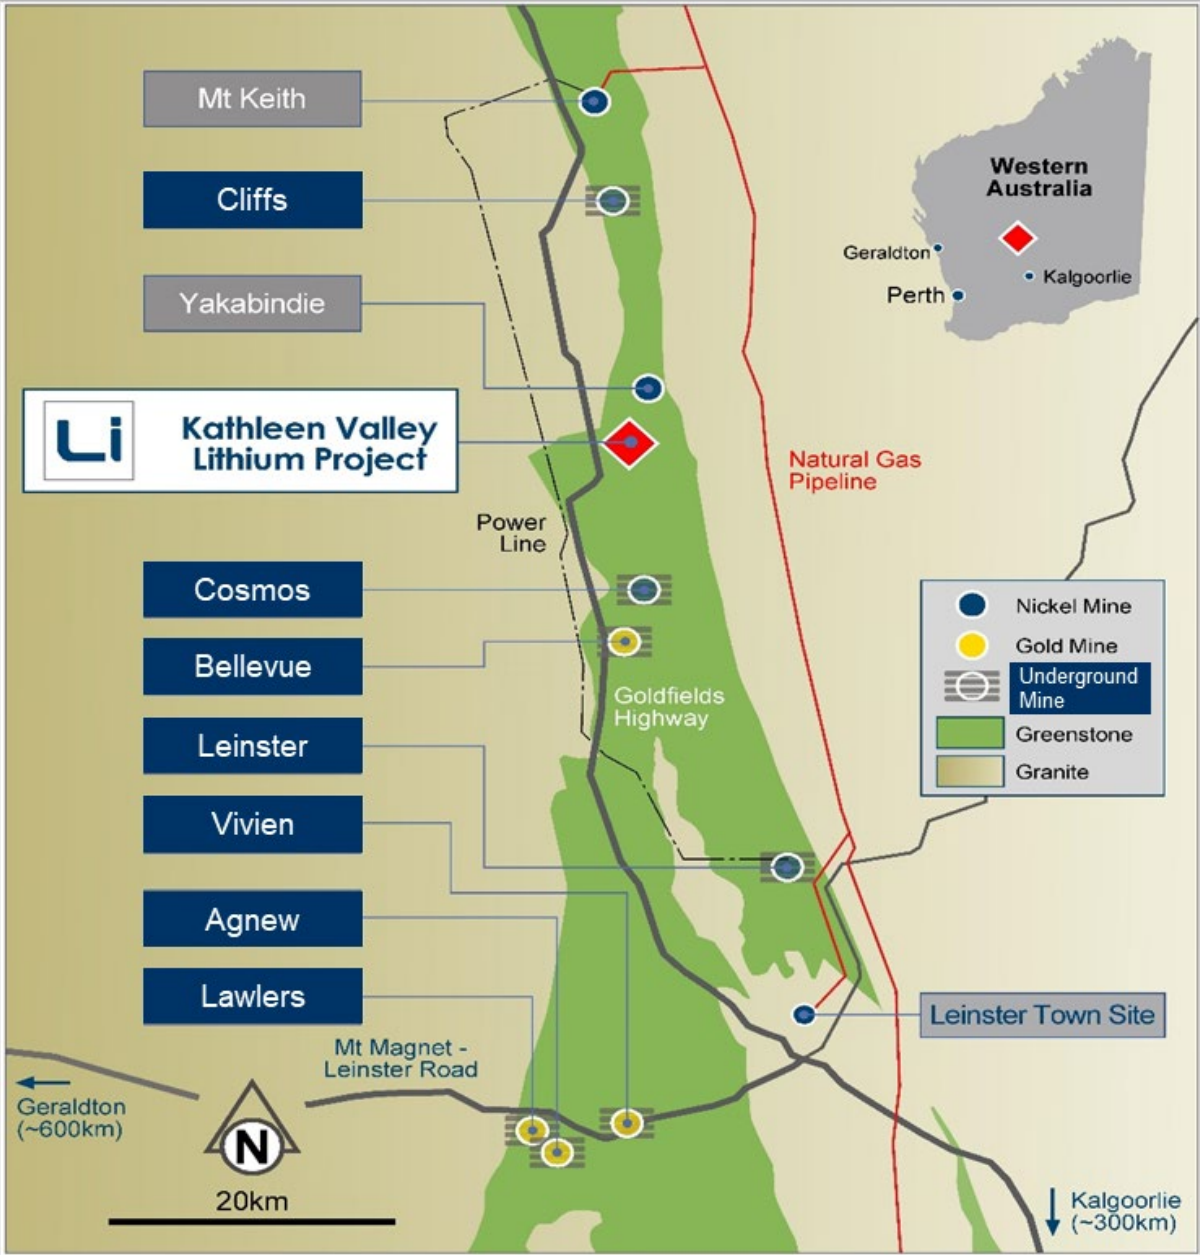 Mt Keith
Cliffs
Yakabindie
Li
Kathleen Valley
Lithium Project
Cosmos
Bellevue
Leinster
Vivien
Agnew
Lawlers
Western
Australia
Geraldton
Kalgoorlie
Perth
Natural Gas
Pipeline
Power
Line
Goldfields
Highway
Nickel Mine
Gold Mine
Underground
Mine
Greenstone
Granite
Leinster Town Site
Mt Magnet -
Leinster Road
Geraldton
(~600km)
N
20km
Kalgoorlie
(~300km)